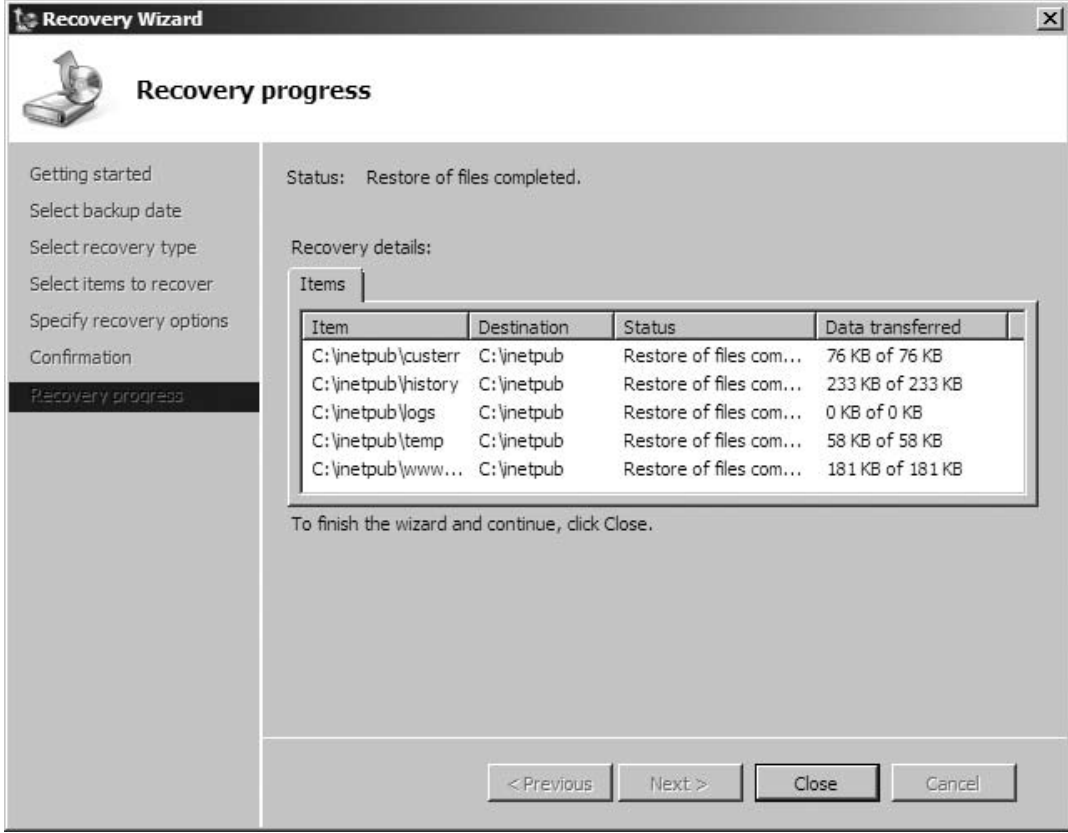 Recovery Wizard
Recovery progress
Getting started
Select backup date
Select recovery type
Select items to recover
Specify recovery options
Confirmation
Recovery progress
Status: Restore of files completed.
Recovery details:
Items
Item Destination Status Data transferred
C:\inetpub\custerr C:\inetpub Restore of files com... 76 KB of 76 KB
C:\inetpub\history C:\inetpub Restore of files com... 233 KB of 233 KB
C:\inetpub\logs C:\inetpub Restore of files com... 0 KB of 0 KB
C:\inetpub\temp C:\inetpub Restore of files com... 58 KB of 58 KB
C:\inetpub\www... C:\inetpub Restore of files com... 181 KB of 181 KB
To finish the wizard and continue, click Close.
< Previous Next > Close Cancel